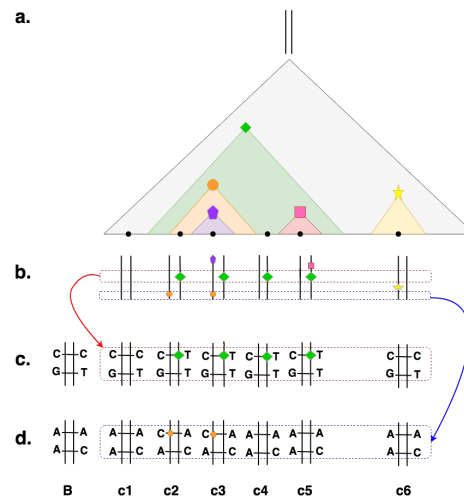 a.
b.
c.
C C C C C T C T C T C T C C
G T G T G T G T G T G T G T
d.
A A A A C A C A A A A A A A
A C A C A C A C A C A C A C
B c1 c2 c3 c4 c5 c6